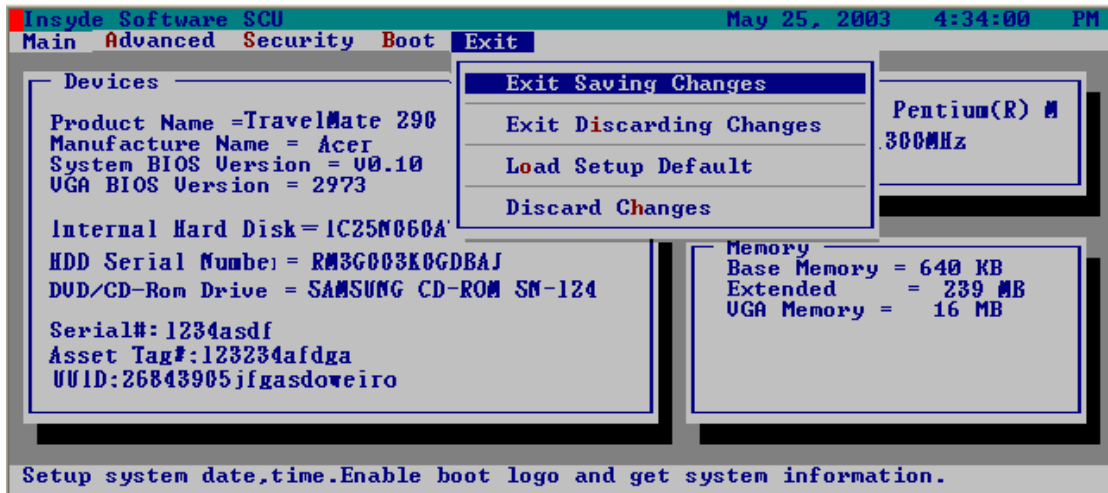 Insyde Software SCU May 25, 2003 4:34:00 PM
Main Advanced Security Boot Exit
Exit Saving Changes
Exit Discarding Changes
Load Setup Default
Discard Changes
Devices
Product Name =TravelMate 290
Manufacture Name = Acer
System BIOS Version = V0.10
VGA BIOS Version = 2973
Internal Hard Disk=IC25N060A
HDD Serial Number = RM3G003K0GDBAJ
DVD/CD-Rom Drive = SAMSUNG CD-ROM SN-124
Serial#:1234asdf
Asset Tag#:123234afdga
UUID:26843905jfgasdoweiro
Pentium(R) M
300MHz
Memory
Base Memory = 640 KB
Extended = 239 MB
VGA Memory = 16 MB
Setup system date,time.Enable boot logo and get system information.